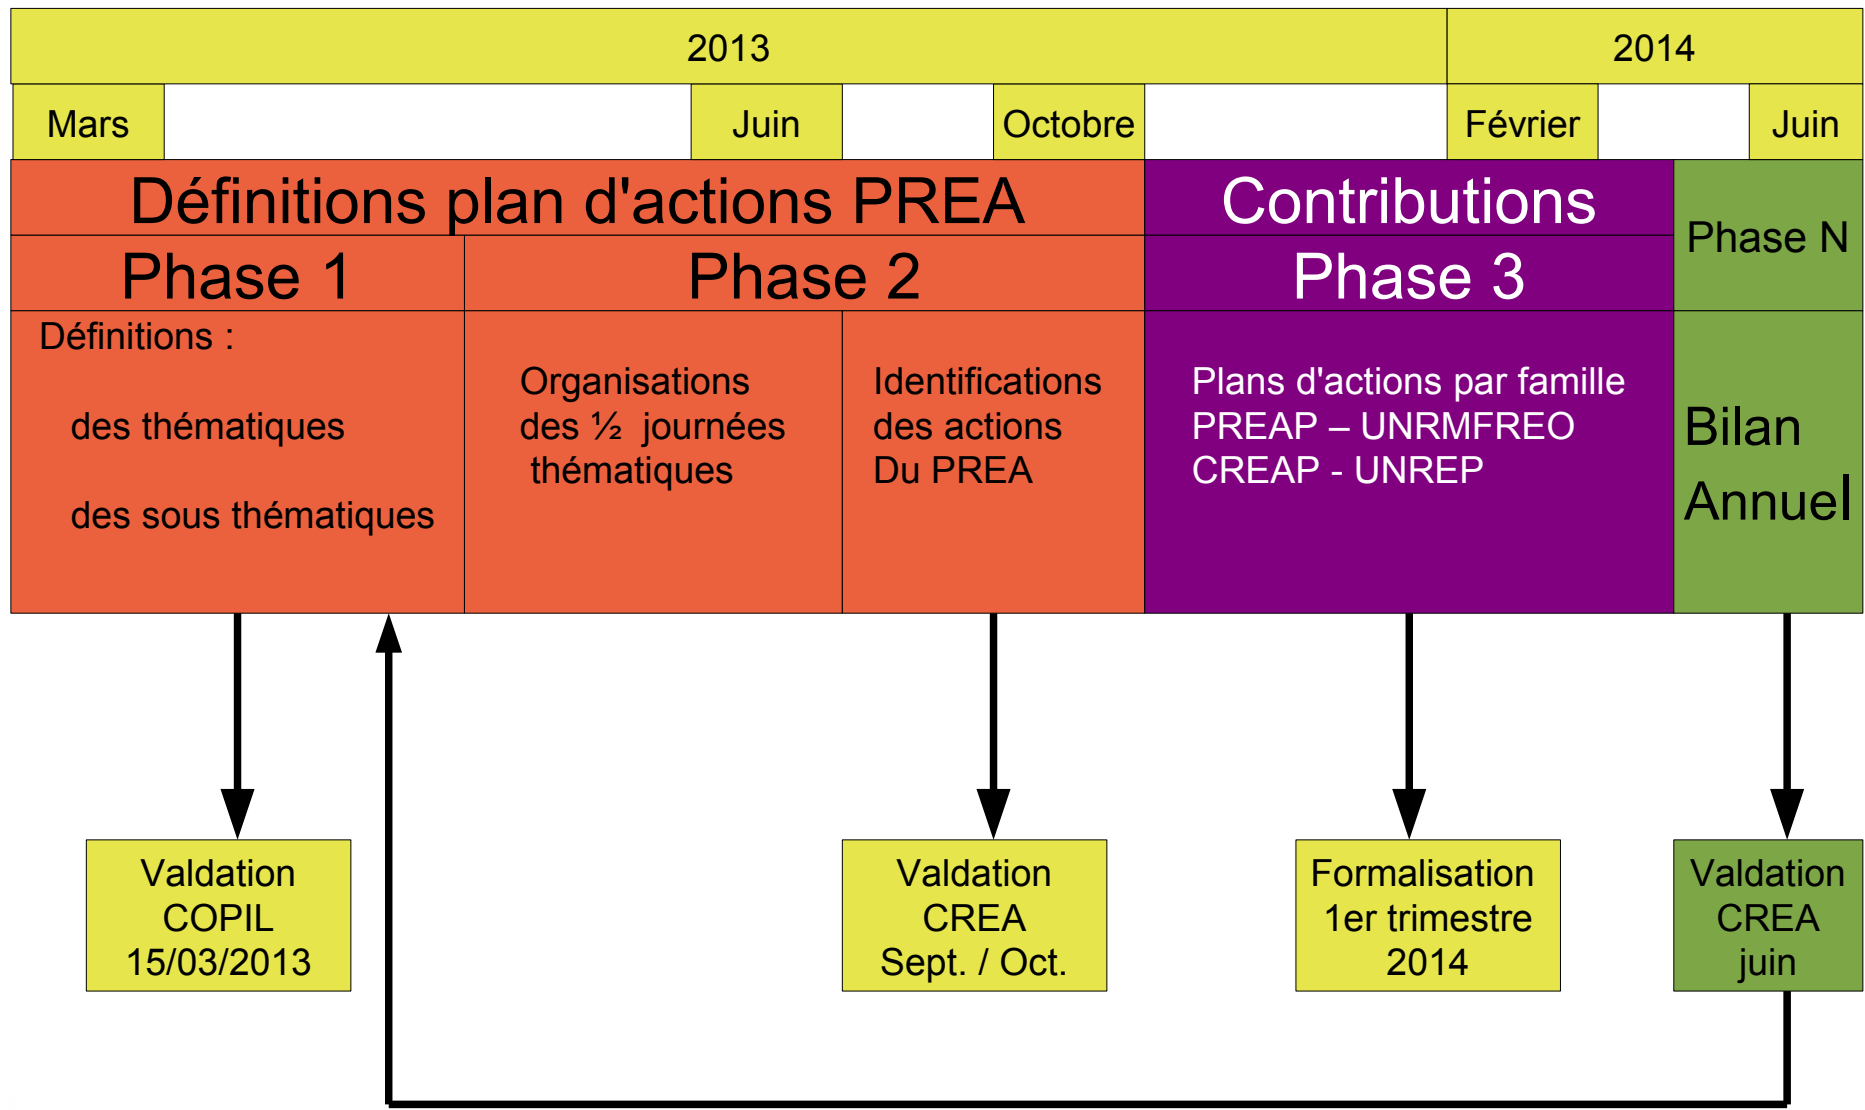 2013
2014
Mars
Juin
Octobre
Février
Juin
Définitions plan d'actions PREA
Contributions
Phase N
Phase 1
Phase 2
Phase 3
Définitions :
des thématiques
des sous thématiques
Organisations
des ½ journées
thématiques
Identifications
des actions
Du PREA
Plans d'actions par famille
PREAP – UNRMFREO
CREAP - UNREP
Bilan
Annuel
Valdation
COPIL
15/03/2013
Valdation
CREA
Sept. / Oct.
Formalisation
1er trimestre
2014
Valdation
CREA
juin